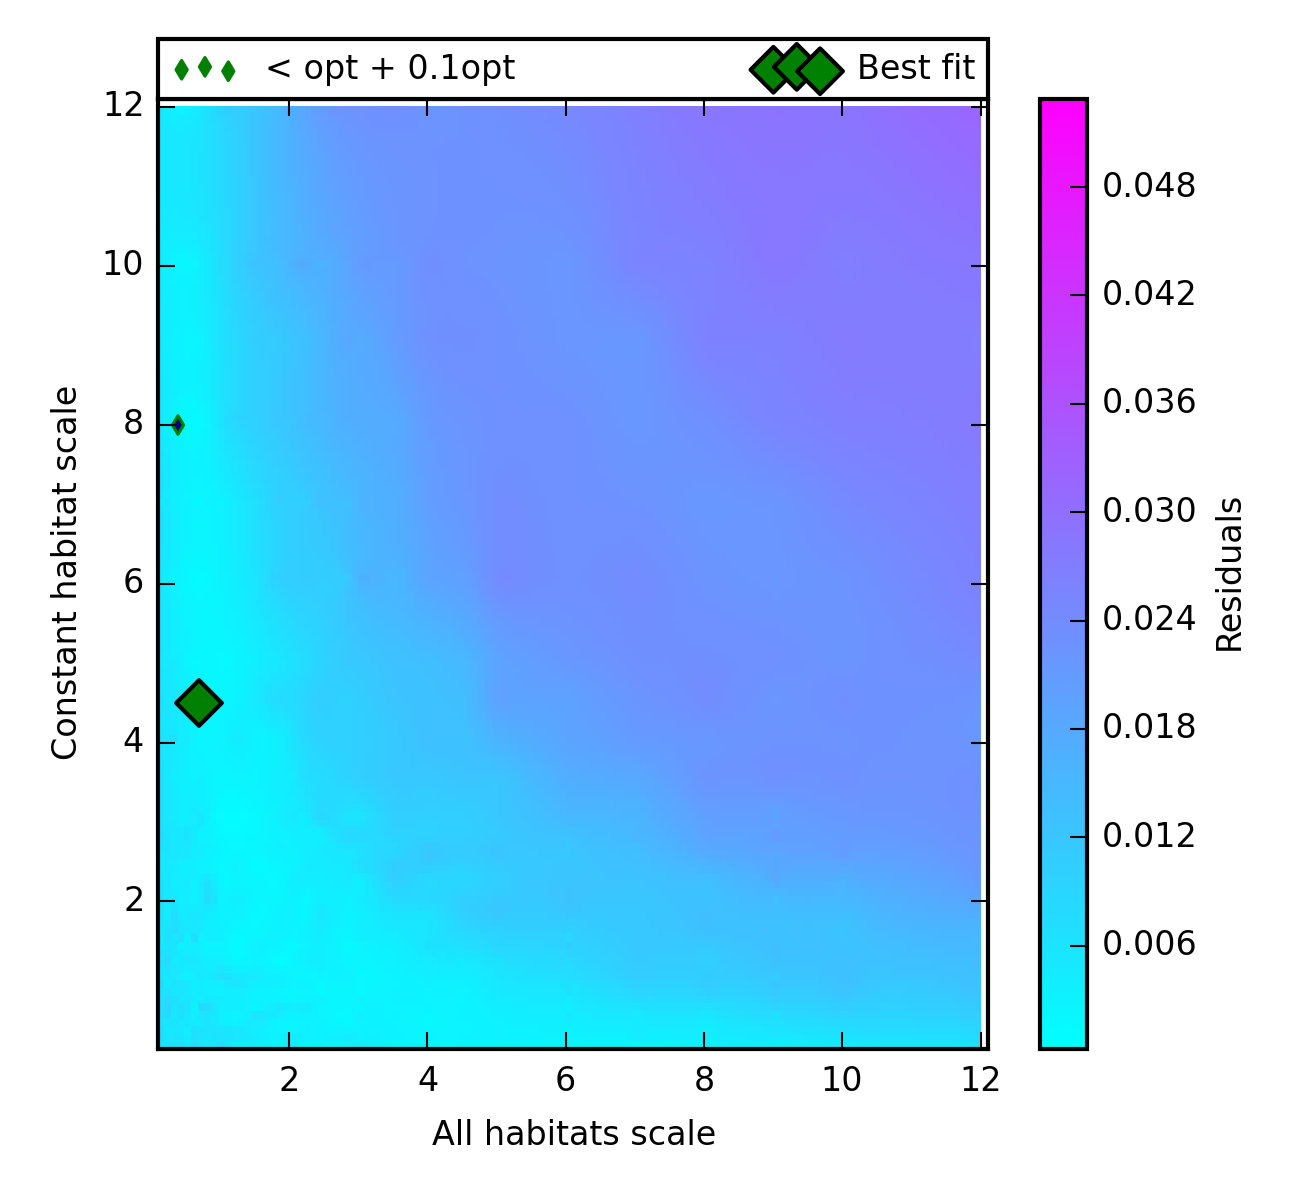 < opt + 0.1opt Best fit
12
10
8
6
4
2
Constant habitat scale
2 4 6 8 10 12
All habitats scale
0.048
0.042
0.036
0.030
0.024
0.018
0.012
0.006
Residuals